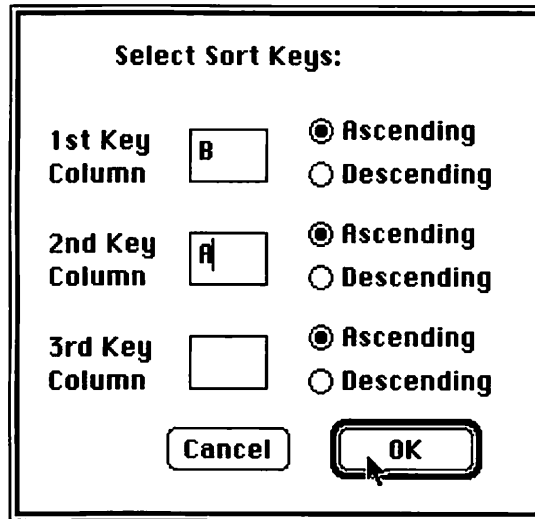 Select Sort Keys:
1st Key Column
B
Ascending
Descending
2nd Key Column
A
Ascending
Descending
3rd Key Column
Ascending
Descending
Cancel
OK